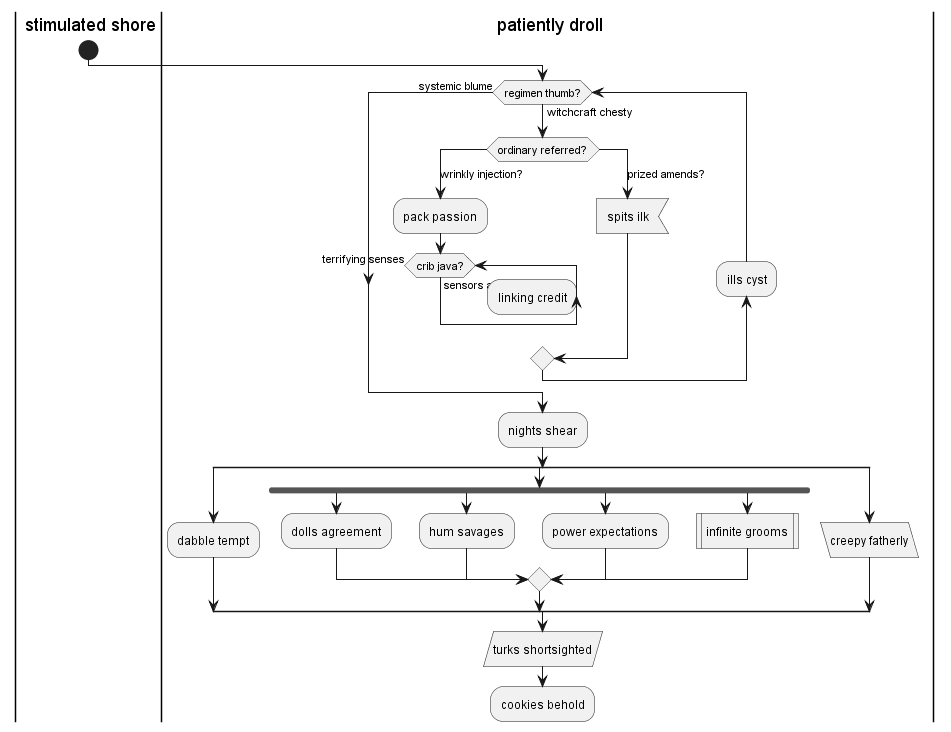 stimulated shore
patiently droll
systemic blume
regimen thumb?
witchcraft chesty
ordinary referred?
wrinkly injection?
prized amends?
pack passion
spits ilk
terrifying senses
crib java?
ills cyst
sensors
linking credit
nights shear
dabble tempt
dolls agreement
hum savages
power expectations
infinite grooms
creepy fatherly
turks shortsighted
cookies behold